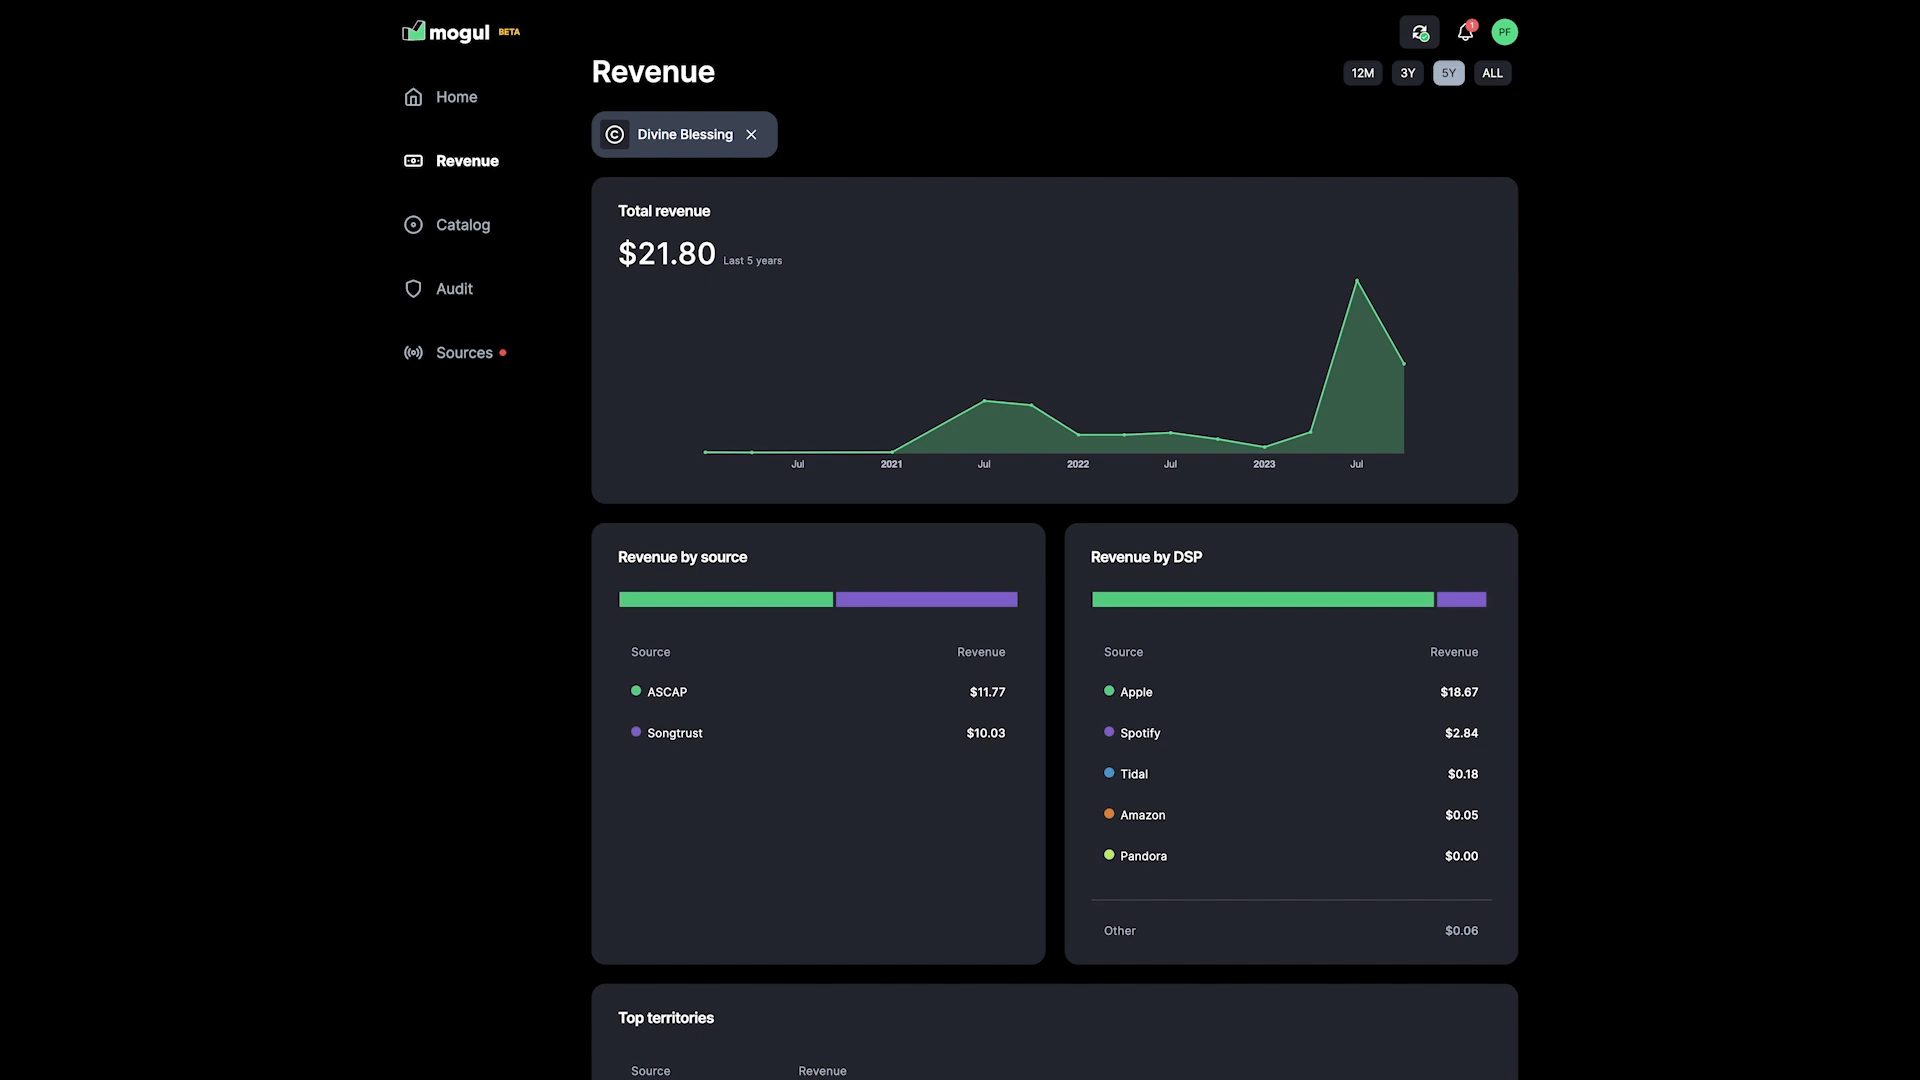 mogul BETA
1
PF
Revenue
12M 3Y 5Y ALL
Home
Revenue
Catalog
Audit
Sources
© Divine Blessing ×
Total revenue
$21.80 Last 5 years
Jul 2021 Jul 2022 Jul 2023 Jul
Revenue by source
Source Revenue
ASCAP $11.77
Songtrust $10.03
Revenue by DSP
Source Revenue
Apple $18.67
Spotify $2.84
Tidal $0.18
Amazon $0.05
Pandora $0.00
Other $0.06
Top territories
Source Revenue